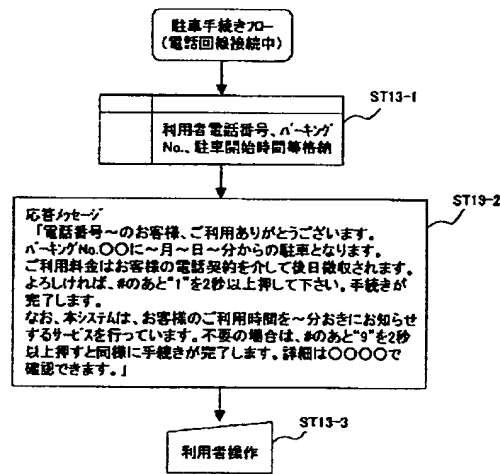 駐車手続きフロー
(電話回線接続中)
ST13-1
利用者電話番号、パーキング
No.、駐車開始時間等格納
ST13-2
応答メッセージ
「電話番号～のお客様、ご利用ありがとうございます。
パーキングNo.〇〇に～月～日～分からの駐車となります。
ご利用料金はお客様の電話契約を介して後日徴収されます。
よろしければ、#のあと“1”を2秒以上押して下さい。手続きが
完了します。
なお、本システムは、お客様のご利用時間を～分おきにお知らせ
するサービスを行っています。不要の場合は、#のあと“9”を2秒
以上押すと同様に手続きが完了します。詳細は〇〇〇〇で
確認できます。」
ST13-3
利用者操作